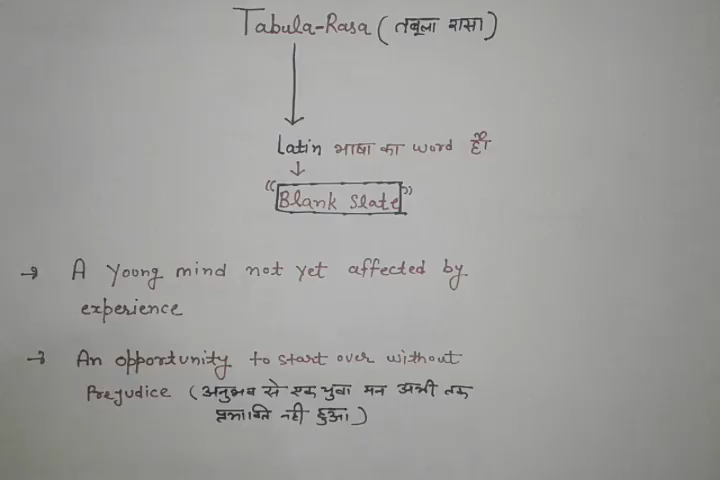 Tabula-Rasa (तबूला रासा)
Latin भाषा का word है
"Blank Slate"
→ A young mind not yet affected by
experience
→ An opportunity to start over without
Prejudice (अनुभव से एक युवा मन अभी तक
प्रभावित नही हुआ)